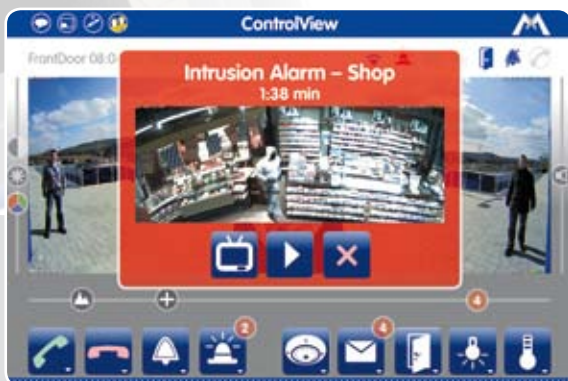 ControlView
FrontDoor 08:0
Intrusion Alarm – Shop
1:38 min
4
2
4